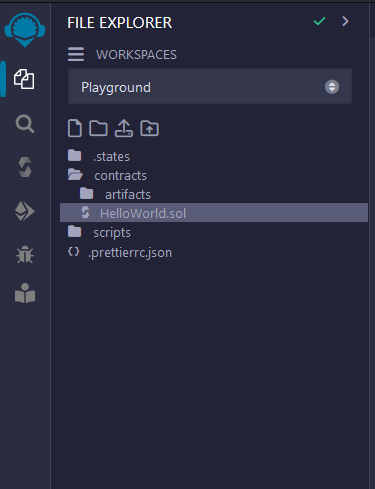 FILE EXPLORER
WORKSPACES
Playground
.states
contracts
artifacts
HelloWorld.sol
scripts
.prettierrc.json